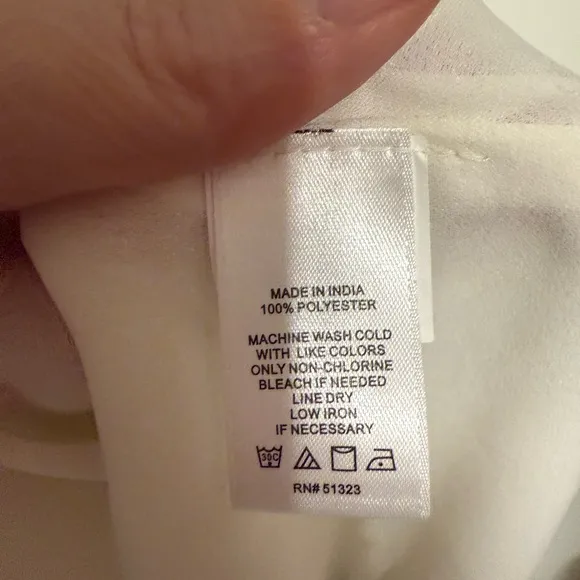 MADE IN INDIA
100% POLYESTER
MACHINE WASH COLD
WITH LIKE COLORS
ONLY NON-CHLORINE
BLEACH IF NEEDED
LINE DRY
LOW IRON
IF NECESSARY
30C
RN# 51323